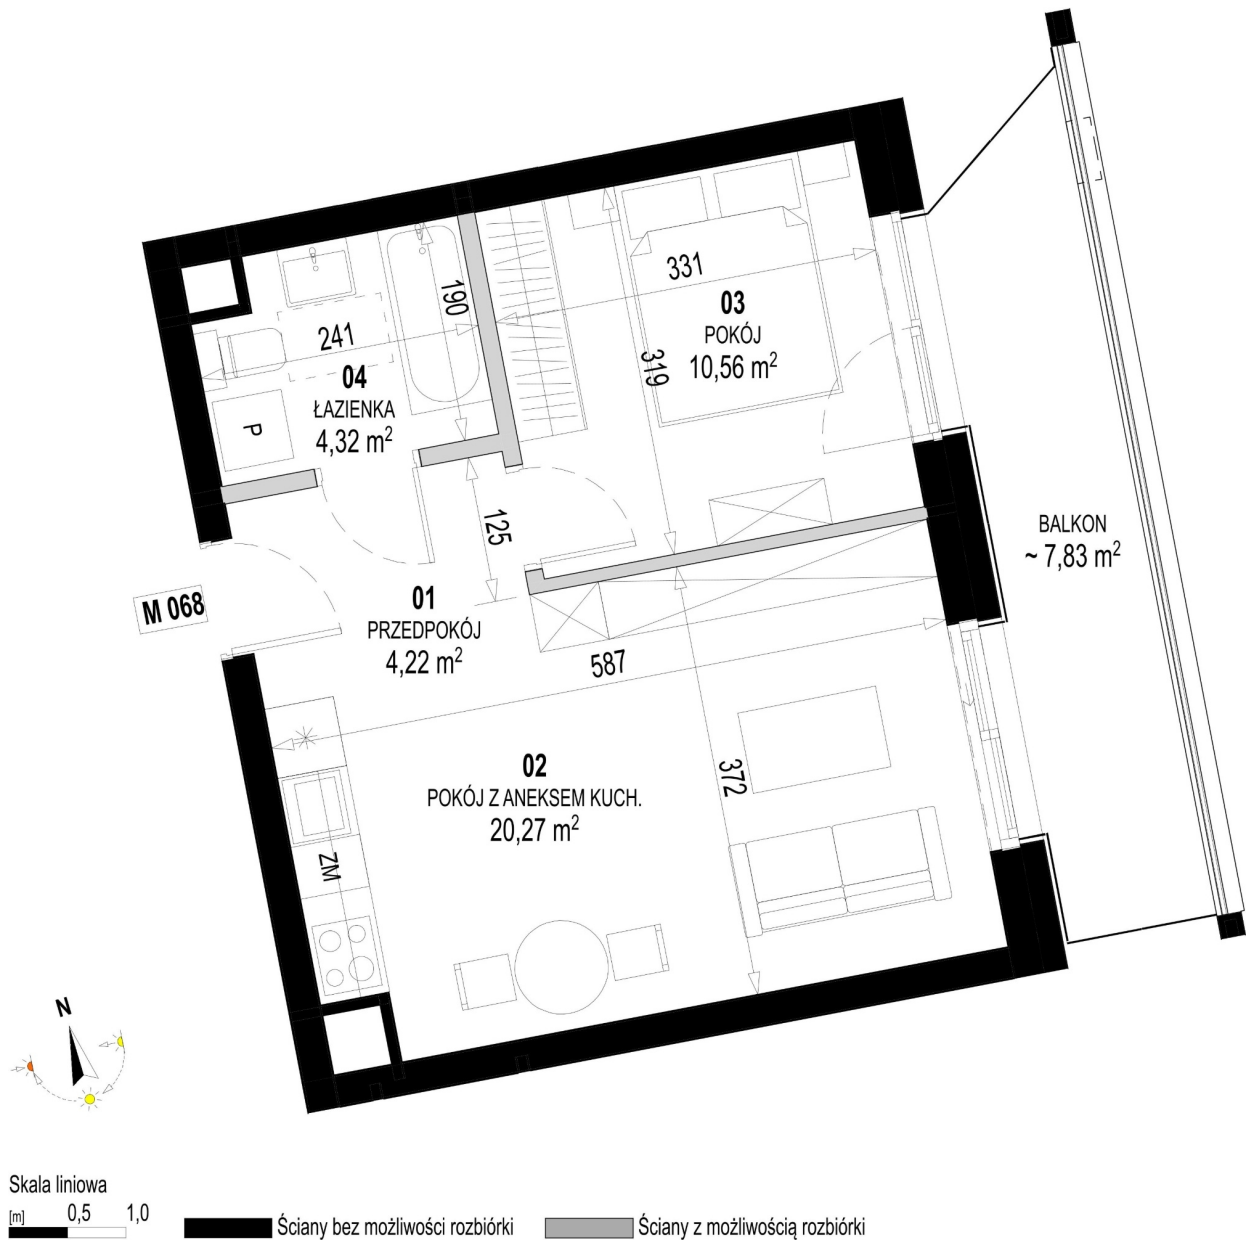 331
03
POKÓJ
10,56 m²
319
190
241
04
ŁAZIENKA
4,32 m²
P
125
BALKON
~ 7,83 m²
M 068
01
PRZEDPOKÓJ
4,22 m²
587
02
POKÓJ Z ANEKSEM KUCH.
20,27 m²
372
ZM
N
Skala liniowa
[m] 0,5 1,0
Ściany bez możliwości rozbiórki
Ściany z możliwością rozbiórki